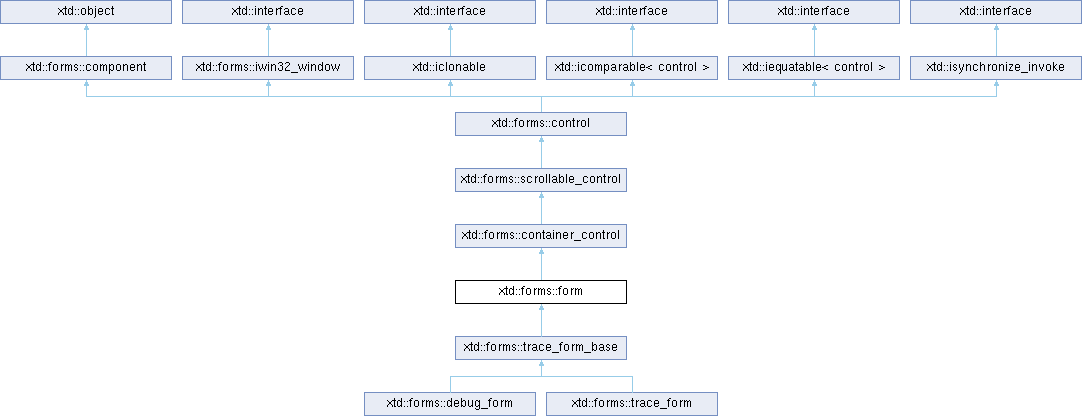 xtd::object
xtd::interface
xtd::interface
xtd::interface
xtd::interface
xtd::interface
xtd::forms::component
xtd::forms::iwin32_window
xtd::iclonable
xtd::icomparable< control >
xtd::iequatable< control >
xtd::isynchronize_invoke
xtd::forms::control
xtd::forms::scrollable_control
xtd::forms::container_control
xtd::forms::form
xtd::forms::trace_form_base
xtd::forms::debug_form
xtd::forms::trace_form